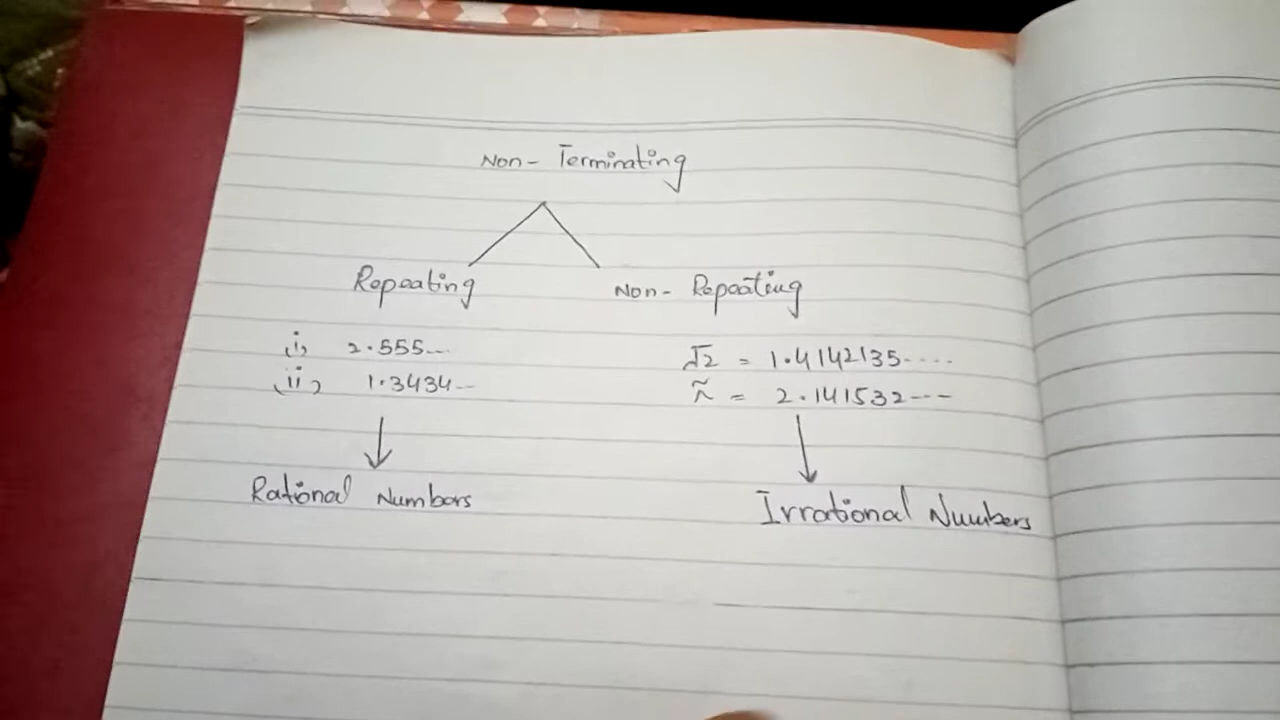 Non- Terminating
Repeating
Non- Repeating
(i) 2.555...
(ii) 1.3434...
√2 = 1.4142135....
π = 2.141532---
Rational Numbers
Irrational Numbers